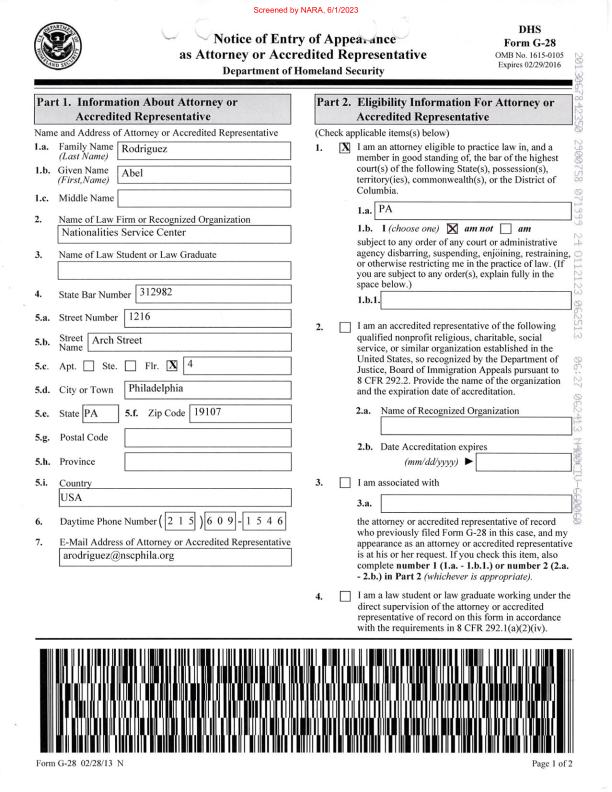 Screened by NARA, 6/1/2023
Notice of Entry of Appearance
as Attorney or Accredited Representative
Department of Homeland Security
DHS
Form G-28
OMB No. 1615-0105
Expires 02/29/2016
Part 1. Information About Attorney or
Accredited Representative
Name and Address of Attorney or Accredited Representative
1.a. Family Name
(Last Name)
Rodriguez
1.b. Given Name
(First,Name)
Abel
1.c. Middle Name
2. Name of Law Firm or Recognized Organization
Nationalities Service Center
3. Name of Law Student or Law Graduate
4. State Bar Number 312982
5.a. Street Number 1216
5.b. Street
Name
Arch Street
5.c. Apt. Ste. Flr. X 4
5.d. City or Town Philadelphia
5.e. State PA 5.f. Zip Code 19107
5.g. Postal Code
5.h. Province
5.i. Country
USA
6. Daytime Phone Number ( 2 1 5 ) 6 0 9 - 1 5 4 6
7. E-Mail Address of Attorney or Accredited Representative
arodriguez@nscphila.org
Part 2. Eligibility Information For Attorney or
Accredited Representative
(Check applicable items(s) below)
1. X I am an attorney eligible to practice law in, and a
member in good standing of, the bar of the highest
court(s) of the following State(s), possession(s),
territory(ies), commonwealth(s), or the District of
Columbia.
1.a. PA
1.b. I (choose one) X am not am
subject to any order of any court or administrative
agency disbarring, suspending, enjoining, restraining,
or otherwise restricting me in the practice of law. (If
you are subject to any order(s), explain fully in the
space below.)
1.b.1.
2. I am an accredited representative of the following
qualified nonprofit religious, charitable, social
service, or similar organization established in the
United States, so recognized by the Department of
Justice, Board of Immigration Appeals pursuant to
8 CFR 292.2. Provide the name of the organization
and the expiration date of accreditation.
2.a. Name of Recognized Organization
2.b. Date Accreditation expires
(mm/dd/yyyy)
3. I am associated with
3.a.
the attorney or accredited representative of record
who previously filed Form G-28 in this case, and my
appearance as an attorney or accredited representative
is at his or her request. If you check this item, also
complete number 1 (1.a. - 1.b.1.) or number 2 (2.a.
- 2.b.) in Part 2 (whichever is appropriate).
4. I am a law student or law graduate working under the
direct supervision of the attorney or accredited
representative of record on this form in accordance
with the requirements in 8 CFR 292.1(a)(2)(iv).
Form G-28 02/28/13 N
Page 1 of 2